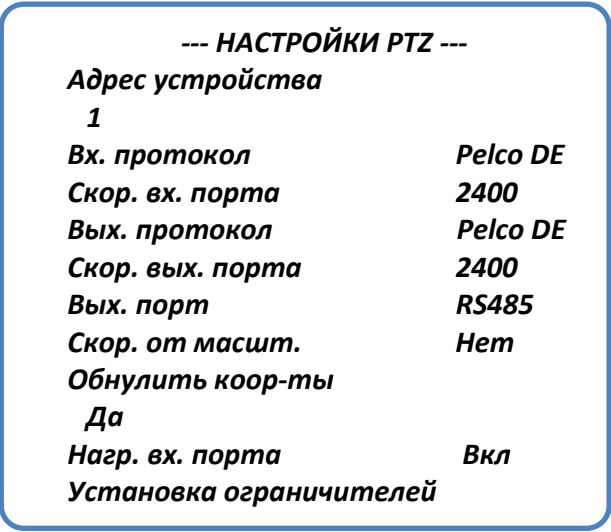 --- НАСТРОЙКИ PTZ ---
Адрес устройства
1
Вх. протокол Pelco DE
Скор. вх. порта 2400
Вых. протокол Pelco DE
Скор. вых. порта 2400
Вых. порт RS485
Скор. от масшт. Нет
Обнулить коор-ты
Да
Нагр. вх. порта Вкл
Установка ограничителей